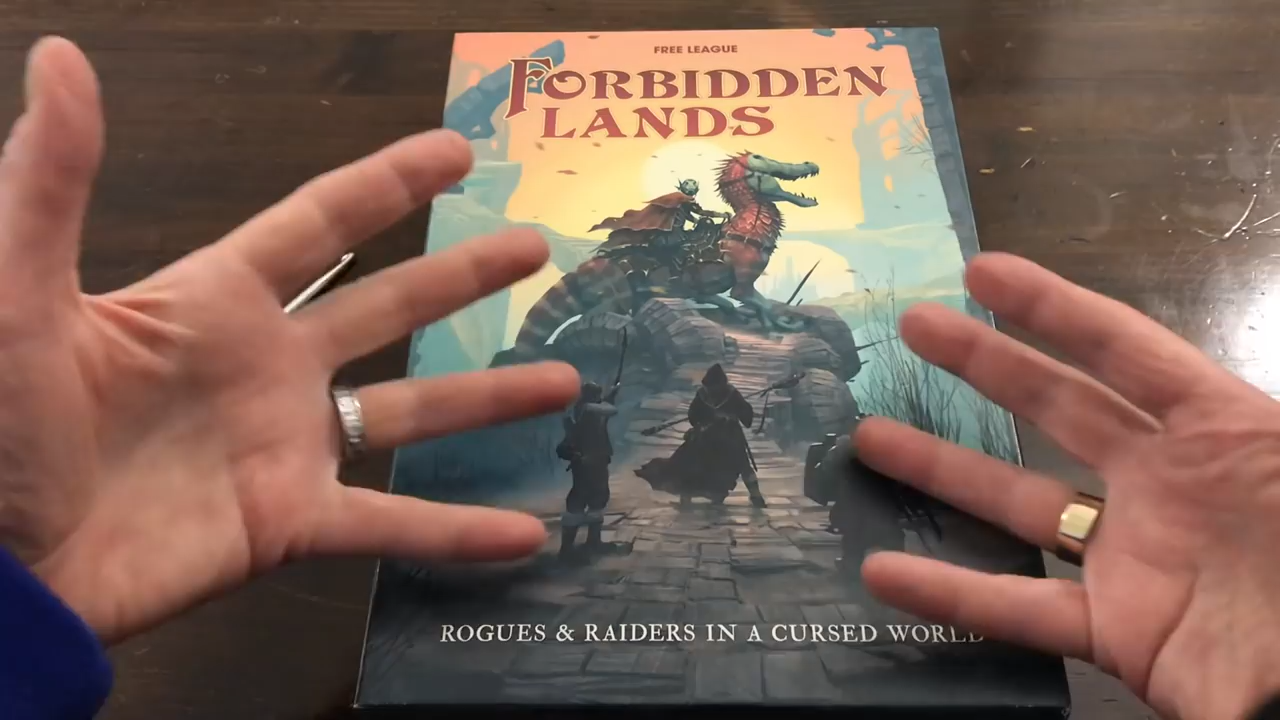 FREE LEAGUE
FORBIDDEN
LANDS
ROGUES & RAIDERS IN A CURSED WORLD